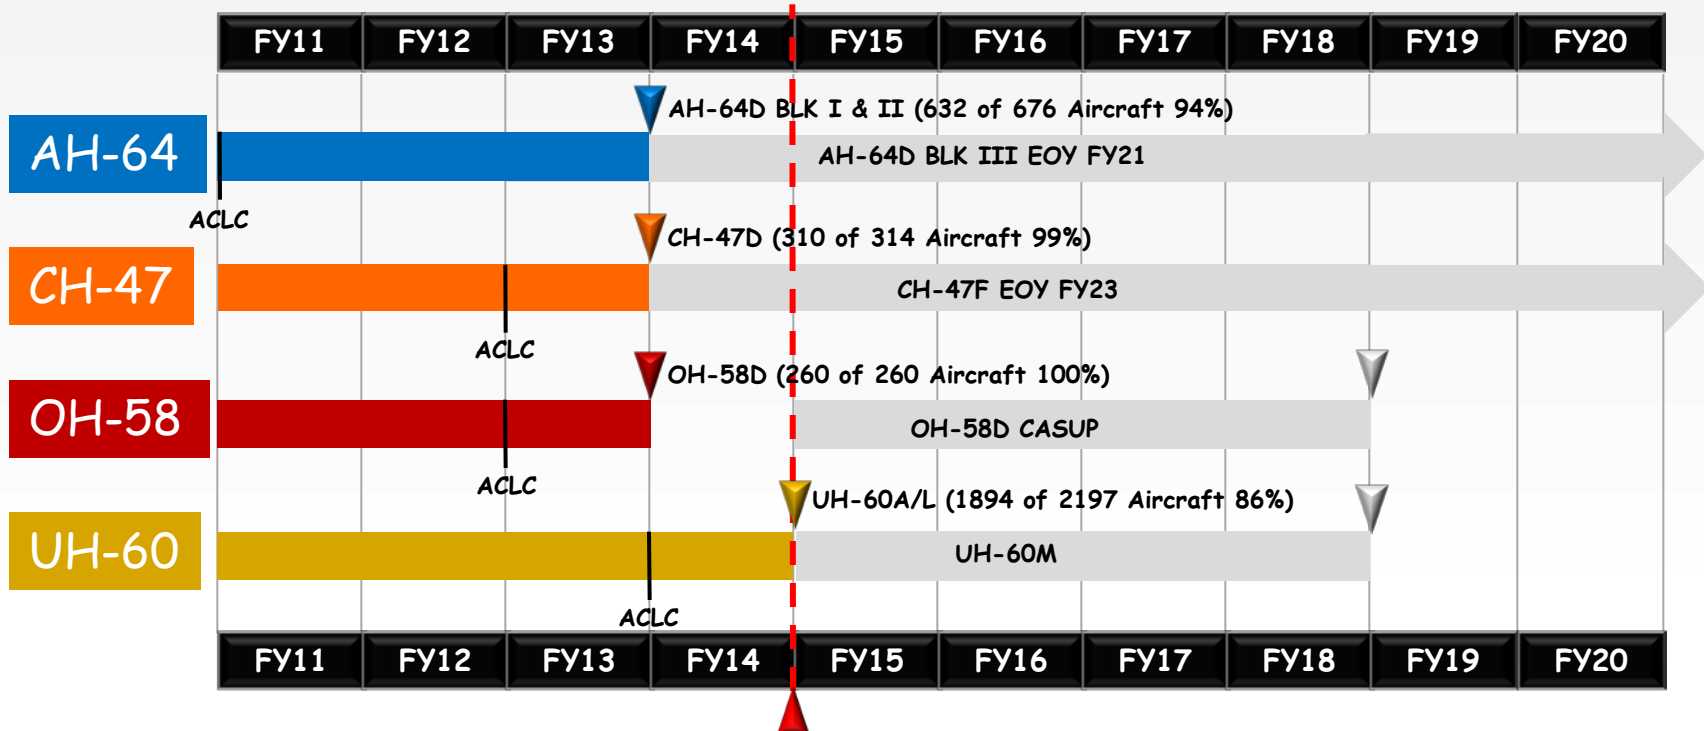 FY11 FY12 FY13 FY14 FY15 FY16 FY17 FY18 FY19 FY20
AH-64D BLK I & II (632 of 676 Aircraft 94%)
AH-64
AH-64D BLK III EOY FY21
ACLC
CH-47D (310 of 314 Aircraft 99%)
CH-47
CH-47F EOY FY23
ACLC
OH-58D (260 of 260 Aircraft 100%)
OH-58
OH-58D CASUP
ACLC
UH-60A/L (1894 of 2197 Aircraft 86%)
UH-60
UH-60M
ACLC
FY11 FY12 FY13 FY14 FY15 FY16 FY17 FY18 FY19 FY20